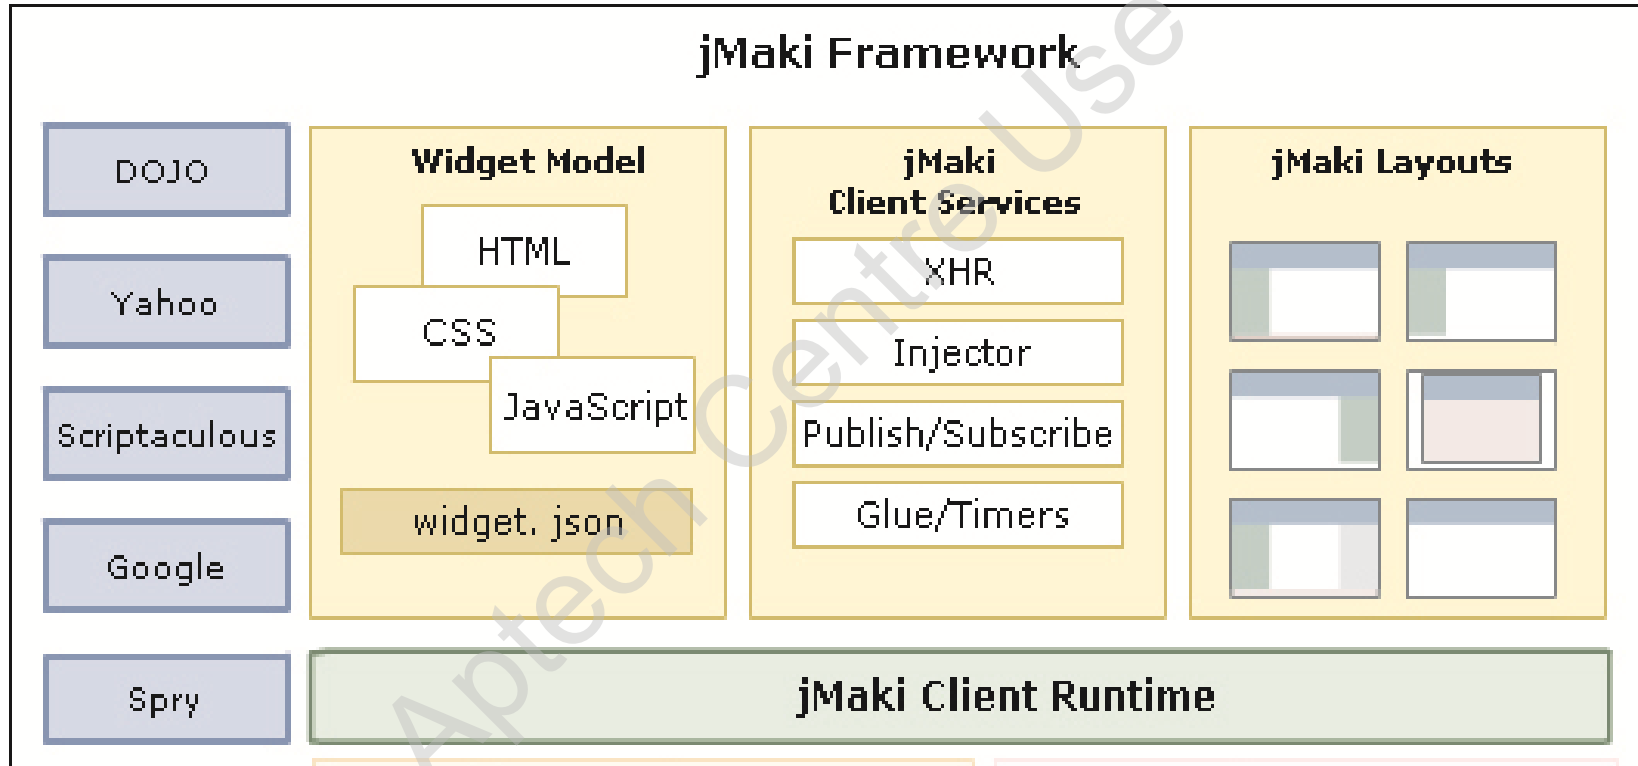 jMaki Framework
DOJO
Yahoo
Scriptaculous
Google
Spry
Widget Model
HTML
CSS
JavaScript
widget. json
jMaki
Client Services
XHR
Injector
Publish/Subscribe
Glue/Timers
jMaki Layouts
jMaki Client Runtime
Aptech Centre Use